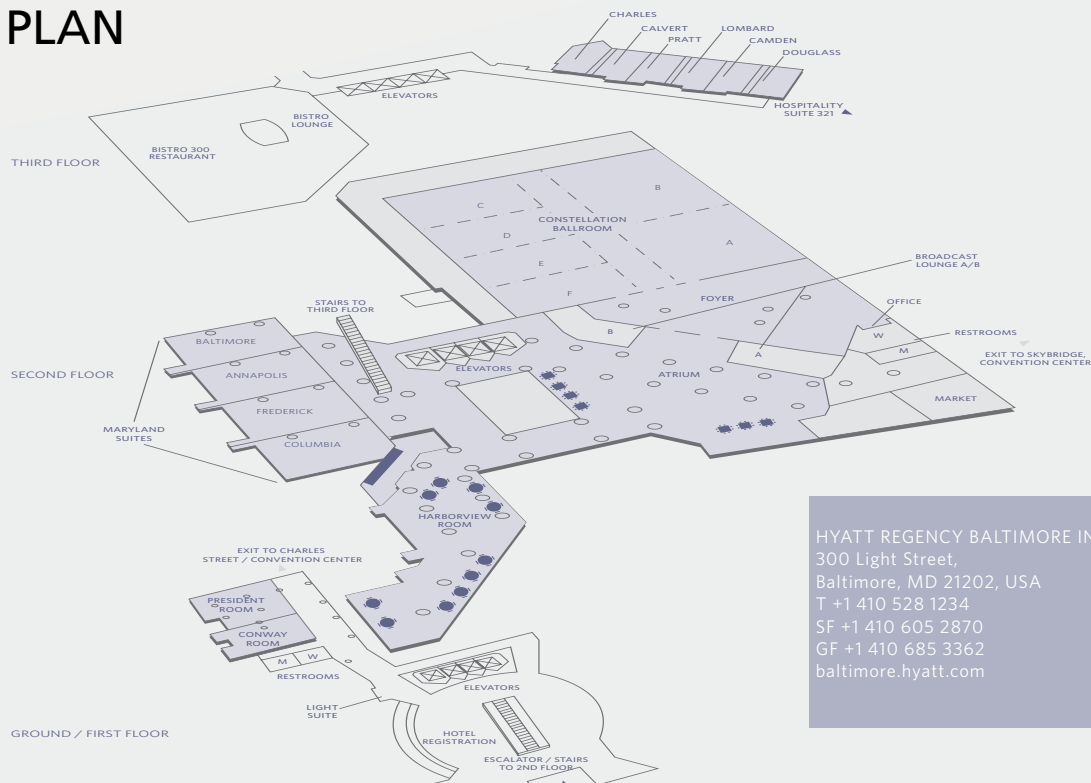 PLAN
CHARLES
CALVERT
PRATT
LOMBARD
CAMDEN
DOUGLASS
ELEVATORS
HOSPITALITY
SUITE 321
BISTRO
LOUNGE
BISTRO 300
RESTAURANT
THIRD FLOOR
B
C
CONSTELLATION
BALLROOM
D
A
E
F
FOYER
BROADCAST
LOUNGE A/B
OFFICE
STAIRS TO
THIRD FLOOR
B
W
RESTROOMS
BALTIMORE
M
A
EXIT TO SKYBRIDGE,
CONVENTION CENTER
SECOND FLOOR
ANNAPOLIS
ELEVATORS
ATRIUM
MARKET
FREDERICK
MARYLAND
SUITES
COLUMBIA
HARBORVIEW
ROOM
HYATT REGENCY BALTIMORE IN
300 Light Street,
Baltimore, MD 21202, USA
T +1 410 528 1234
SF +1 410 605 2870
GF +1 410 685 3362
baltimore.hyatt.com
EXIT TO CHARLES
STREET / CONVENTION CENTER
PRESIDENT
ROOM
CONWAY
ROOM
M
W
RESTROOMS
ELEVATORS
LIGHT
SUITE
GROUND / FIRST FLOOR
HOTEL
REGISTRATION
ESCALATOR / STAIRS
TO 2ND FLOOR